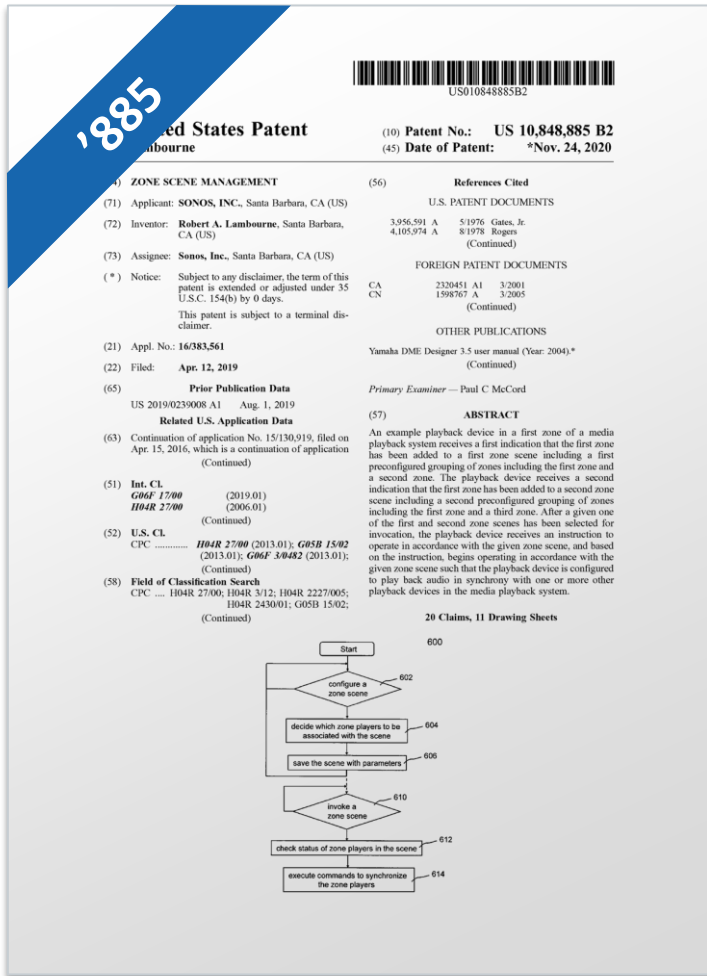 '885
US010848885B2
ed States Patent
mbourne
(10) Patent No.: US 10,848,885 B2
(45) Date of Patent: *Nov. 24, 2020
) ZONE SCENE MANAGEMENT
(71) Applicant: SONOS, INC., Santa Barbara, CA (US)
(72) Inventor: Robert A. Lambourne, Santa Barbara,
CA (US)
(73) Assignee: Sonos, Inc., Santa Barbara, CA (US)
( * ) Notice: Subject to any disclaimer, the term of this
patent is extended or adjusted under 35
U.S.C. 154(b) by 0 days.
This patent is subject to a terminal dis-
claimer.
(21) Appl. No.: 16/383,561
(22) Filed: Apr. 12, 2019
(65) Prior Publication Data
US 2019/0239008 A1 Aug. 1, 2019
Related U.S. Application Data
(63) Continuation of application No. 15/130,919, filed on
Apr. 15, 2016, which is a continuation of application
(Continued)
(51) Int. Cl.
G06F 17/00 (2019.01)
H04R 27/00 (2006.01)
(Continued)
(52) U.S. Cl.
CPC ............. H04R 27/00 (2013.01); G05B 15/02
(2013.01); G06F 3/0482 (2013.01);
(Continued)
(58) Field of Classification Search
CPC .... H04R 27/00; H04R 3/12; H04R 2227/005;
H04R 2430/01; G05B 15/02;
(Continued)
(56) References Cited
U.S. PATENT DOCUMENTS
3,956,591 A 5/1976 Gates, Jr.
4,105,974 A 8/1978 Rogers
(Continued)
FOREIGN PATENT DOCUMENTS
CA 2320451 A1 3/2001
CN 1598767 A 3/2005
(Continued)
OTHER PUBLICATIONS
Yamaha DME Designer 3.5 user manual (Year: 2004).*
(Continued)
Primary Examiner — Paul C McCord
(57) ABSTRACT
An example playback device in a first zone of a media
playback system receives a first indication that the first zone
has been added to a first zone scene including a first
preconfigured grouping of zones including the first zone and
a second zone. The playback device receives a second
indication that the first zone has been added to a second zone
scene including a second preconfigured grouping of zones
including the first zone and a third zone. After a given one
of the first and second zone scenes has been selected for
invocation, the playback device receives an instruction to
operate in accordance with the given zone scene, and based
on the instruction, begins operating in accordance with the
given zone scene such that the playback device is configured
to play back audio in synchrony with one or more other
playback devices in the media playback system.
20 Claims, 11 Drawing Sheets
600
Start
configure a
zone scene
602
decide which zone players to be
associated with the scene
604
save the scene with parameters
606
invoke a
zone scene
610
check status of zone players in the scene
612
execute commands to synchronize
the zone players
614